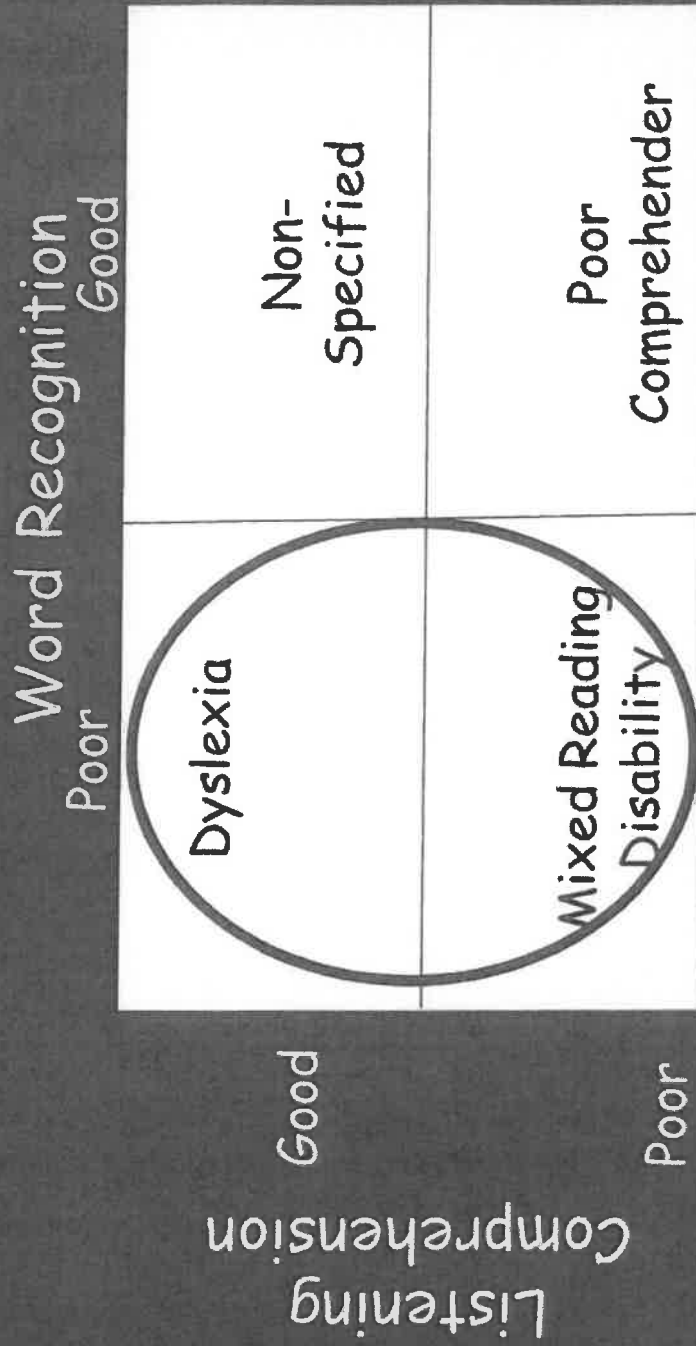 Word Recognition
Poor
Good
Listening
Comprehension
Good
Poor
Dyslexia
Non-
Specified
Mixed Reading
Disability
Poor
Comprehender